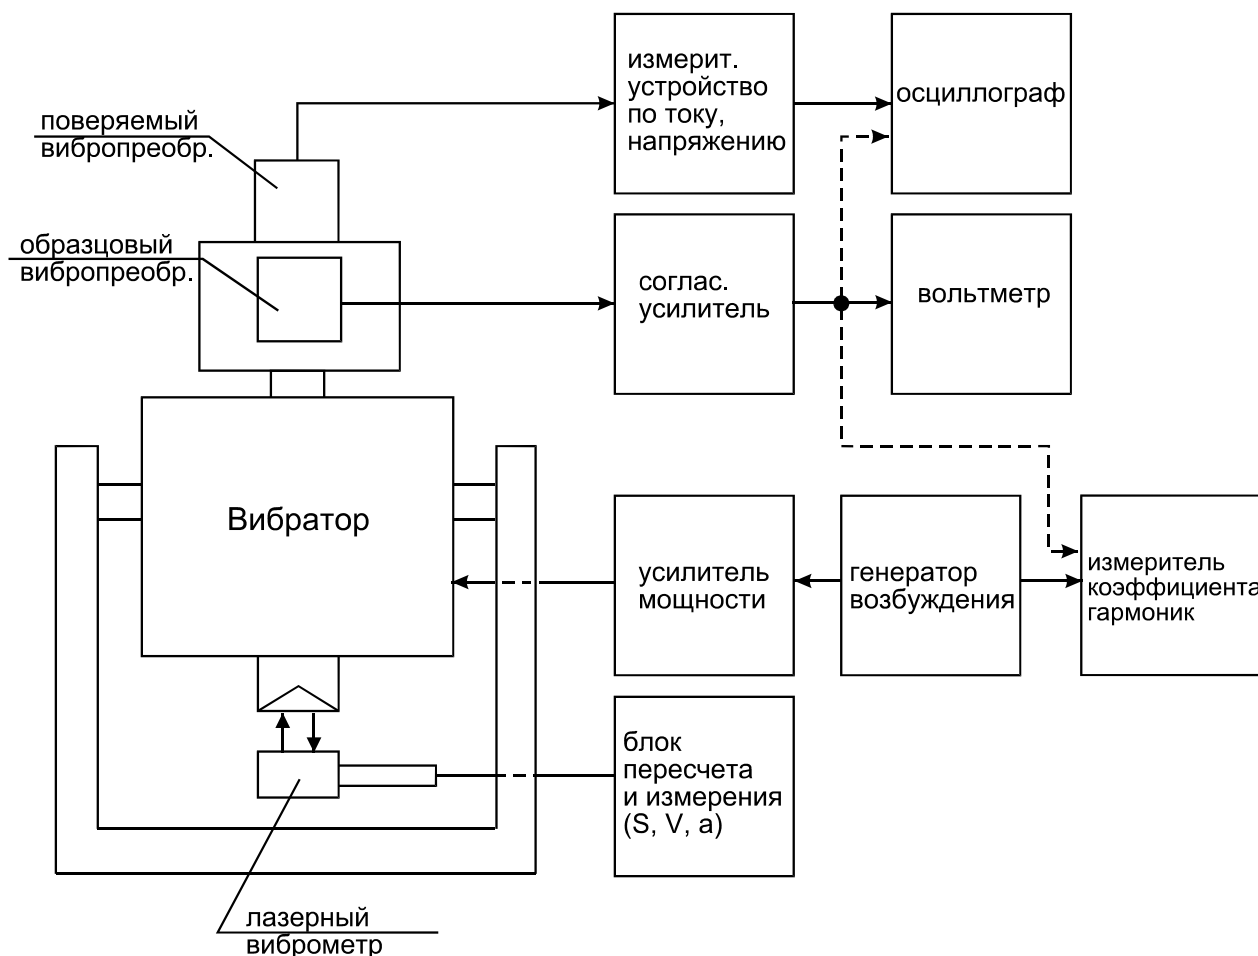 измерит.
устройство
по току,
напряжению
осциллограф
поверяемый
вибропреобр.
образцовый
вибропреобр.
соглас.
усилитель
вольтметр
Вибратор
усилитель
мощности
генератор
возбуждения
измеритель
коэффициента
гармоник
блок
пересчета
и измерения
(S, V, a)
лазерный
виброметр